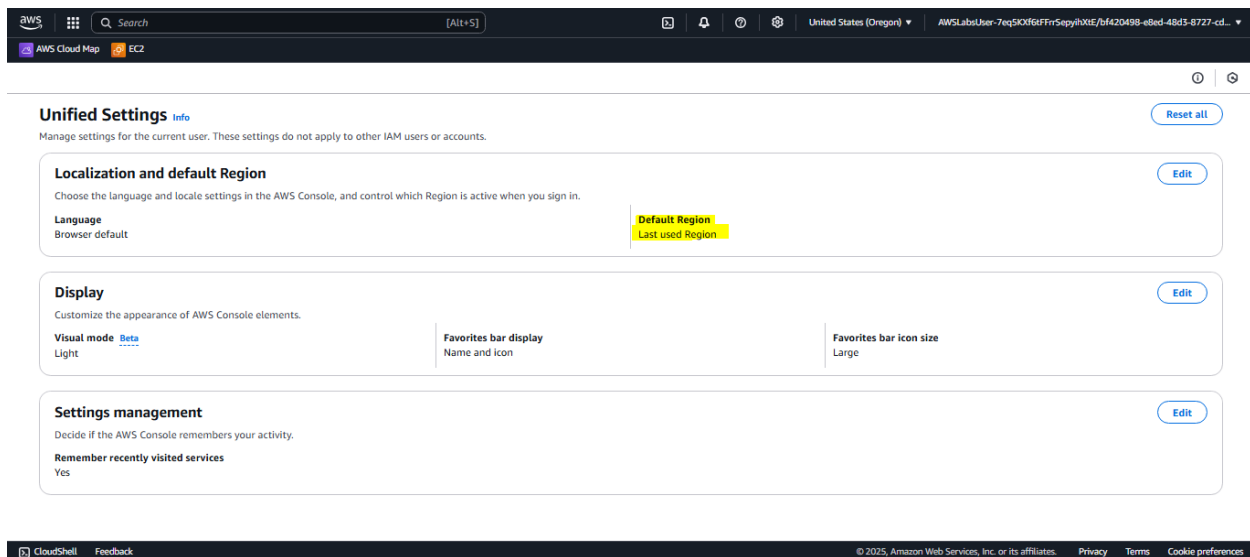 aws
Search [Alt+S] United States (Oregon) AWSLabsUser-7eq5KXf6tFFrrSepyihXtE/bf420498-e8ed-48d3-8727-cd...
AWS Cloud Map EC2
Unified Settings Info
Reset all
Manage settings for the current user. These settings do not apply to other IAM users or accounts.
Localization and default Region
Edit
Choose the language and locale settings in the AWS Console, and control which Region is active when you sign in.
Language
Browser default
Default Region
Last used Region
Display
Edit
Customize the appearance of AWS Console elements.
Visual mode Beta
Light
Favorites bar display
Name and icon
Favorites bar icon size
Large
Settings management
Edit
Decide if the AWS Console remembers your activity.
Remember recently visited services
Yes
CloudShell Feedback © 2025, Amazon Web Services, Inc. or its affiliates. Privacy Terms Cookie preferences